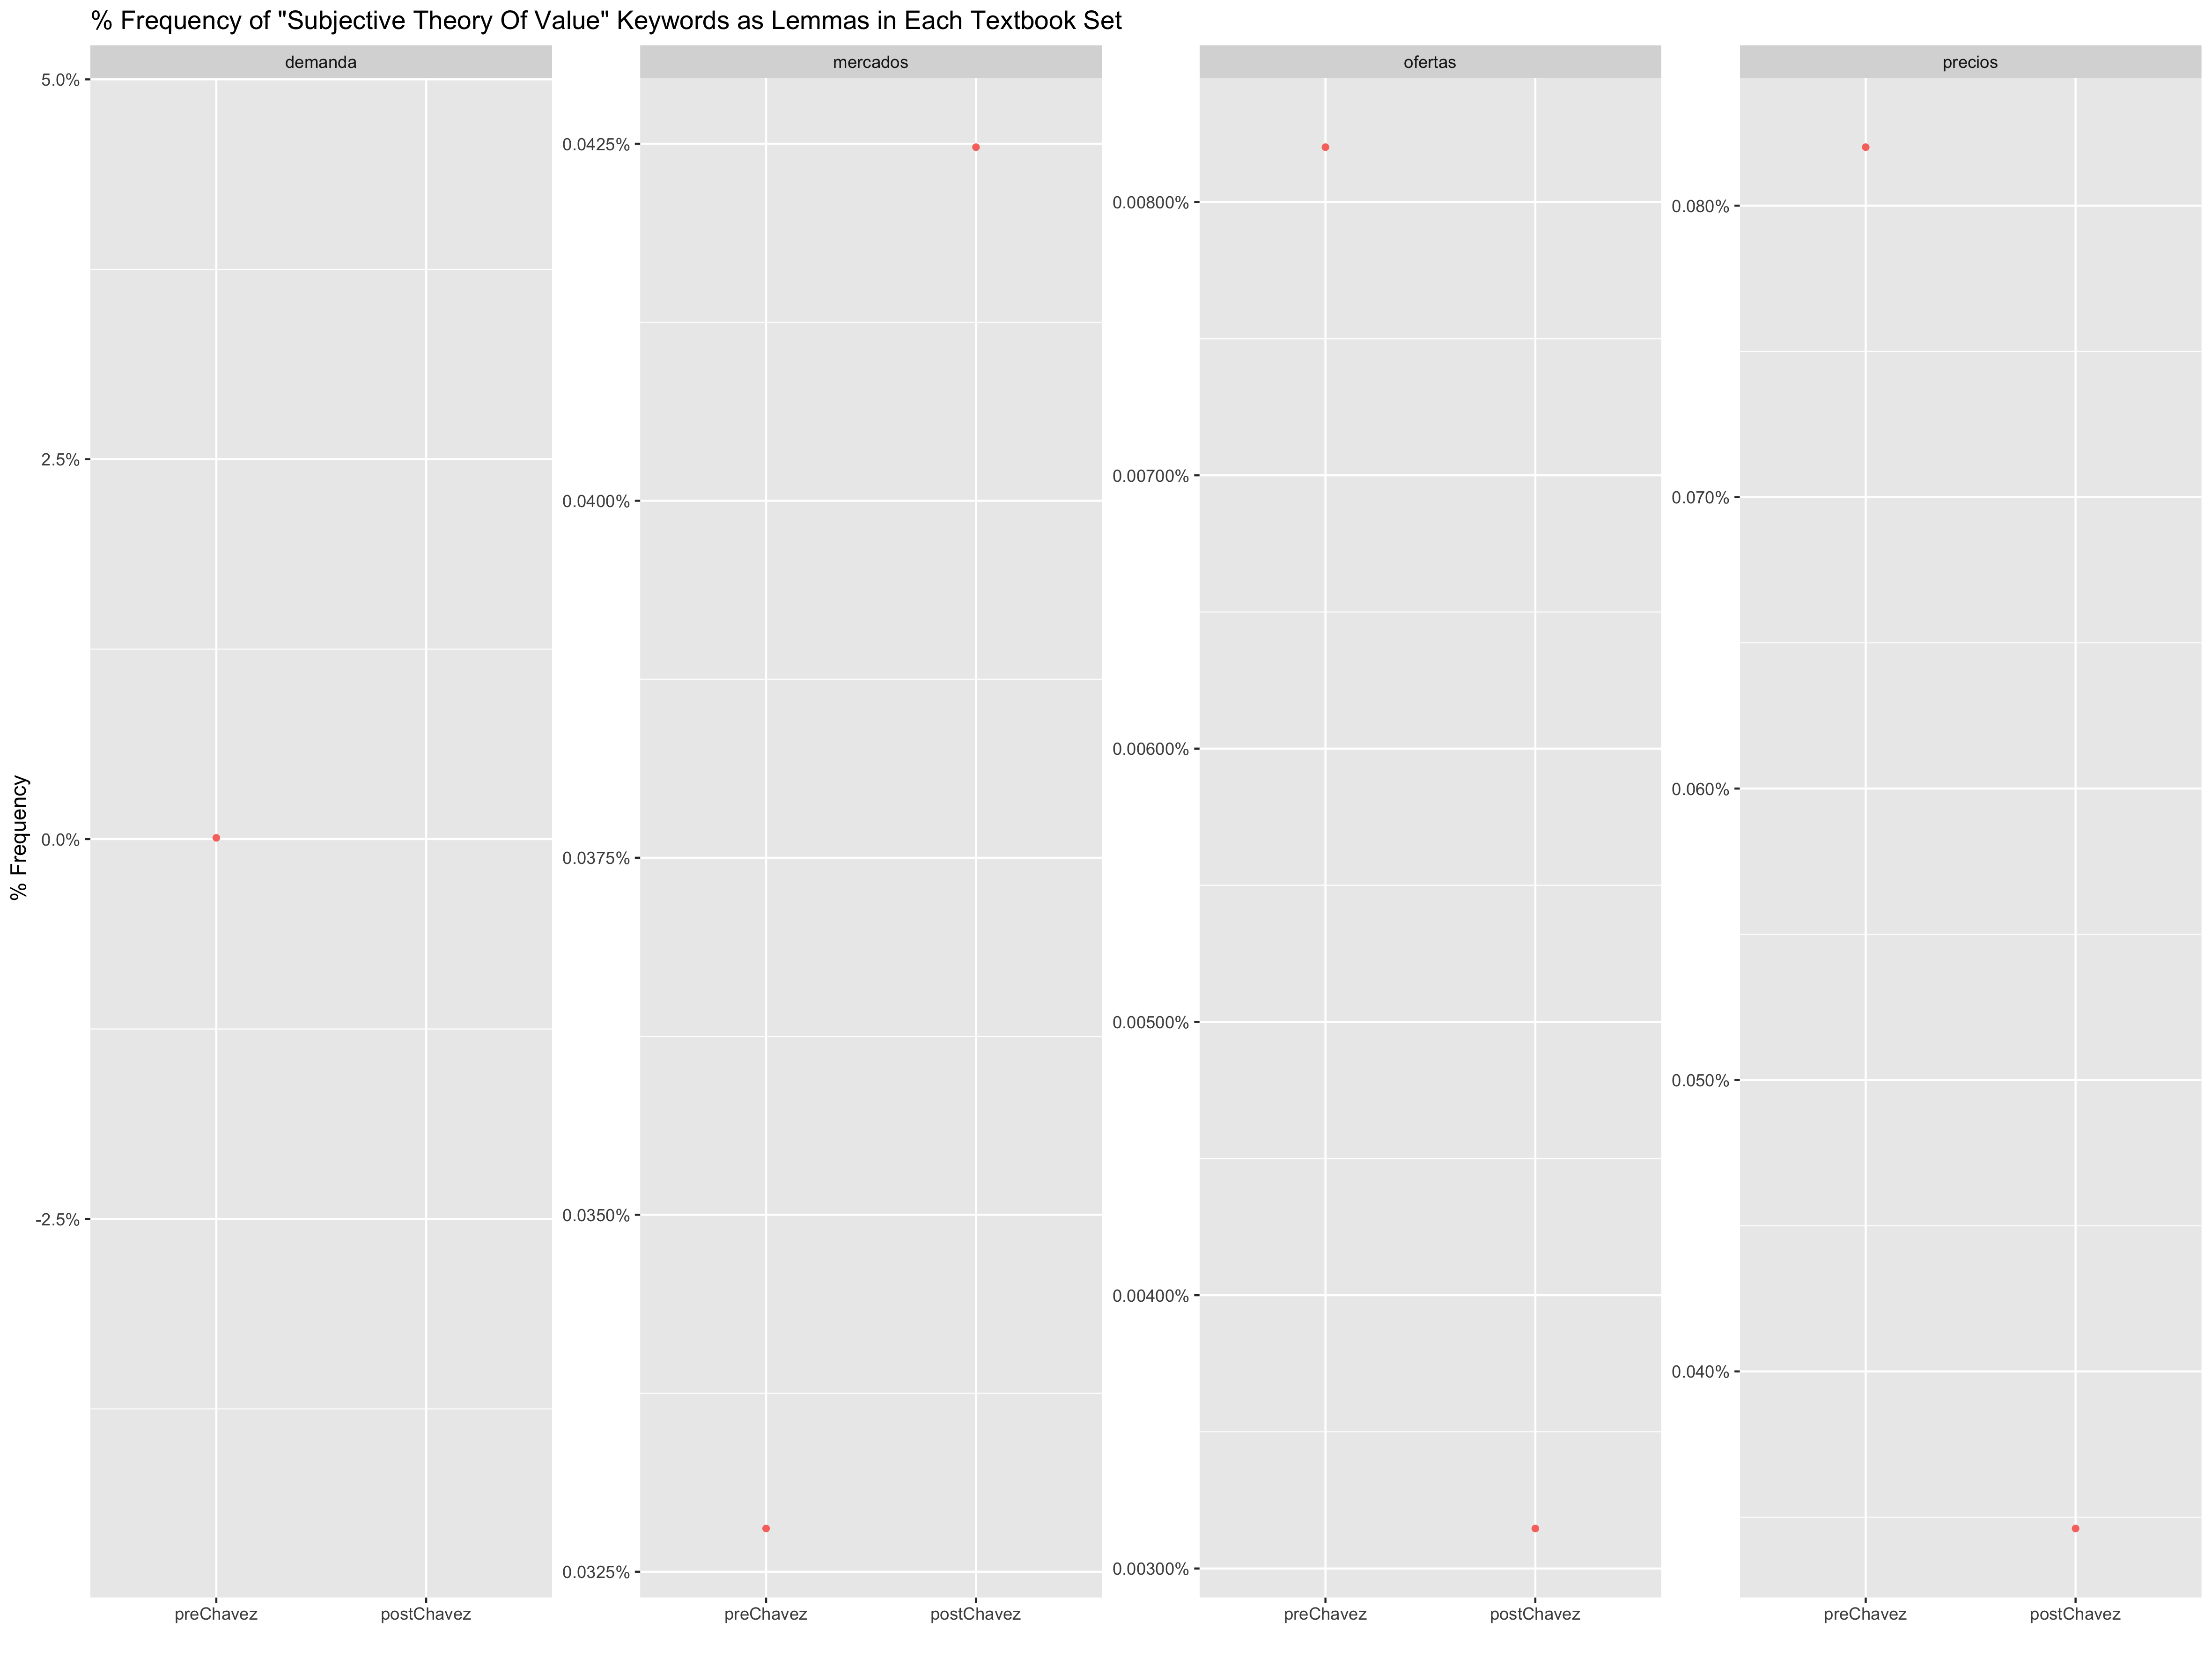 % Frequency of "Subjective Theory Of Value" Keywords as Lemmas in Each Textbook Set
% Frequency
demanda
5.0%
2.5%
0.0%
-2.5%
preChavez postChavez
mercados
0.0425%
0.0400%
0.0375%
0.0350%
0.0325%
preChavez postChavez
ofertas
0.00800%
0.00700%
0.00600%
0.00500%
0.00400%
0.00300%
preChavez postChavez
precios
0.080%
0.070%
0.060%
0.050%
0.040%
preChavez postChavez